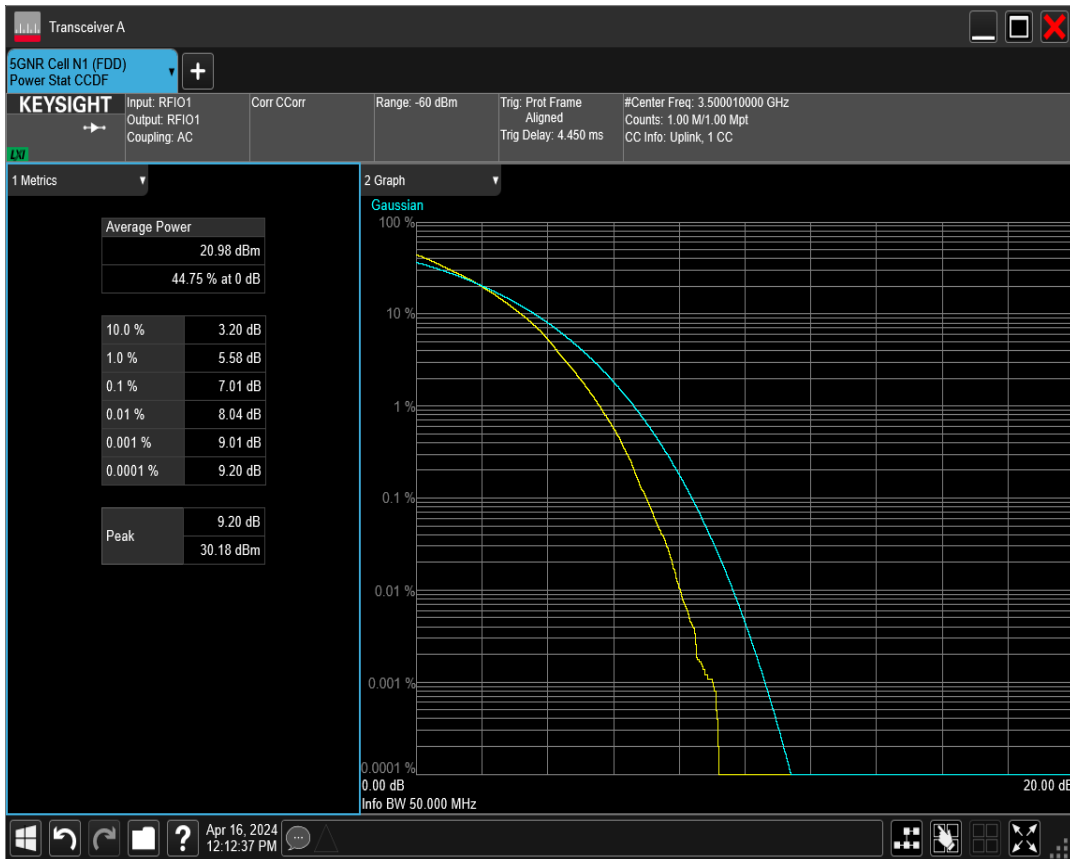 Transceiver A
5GNR Cell N1 (FDD)
Power Stat CCDF
KEYSIGHT
LXI
Input: RFIO1
Output: RFIO1
Coupling: AC
Corr CCorr
Range: -60 dBm
Trig: Prot Frame
Aligned
Trig Delay: 4.450 ms
#Center Freq: 3.500010000 GHz
Counts: 1.00 M/1.00 Mpt
CC Info: Uplink, 1 CC
1 Metrics
Average Power
20.98 dBm
44.75 % at 0 dB
10.0 % 3.20 dB
1.0 % 5.58 dB
0.1 % 7.01 dB
0.01 % 8.04 dB
0.001 % 9.01 dB
0.0001 % 9.20 dB
Peak
9.20 dB
30.18 dBm
2 Graph
Gaussian
100 %
10 %
1 %
0.1 %
0.01 %
0.001 %
0.0001 %
0.00 dB 20.00 dB
Info BW 50.000 MHz
Apr 16, 2024
12:12:37 PM